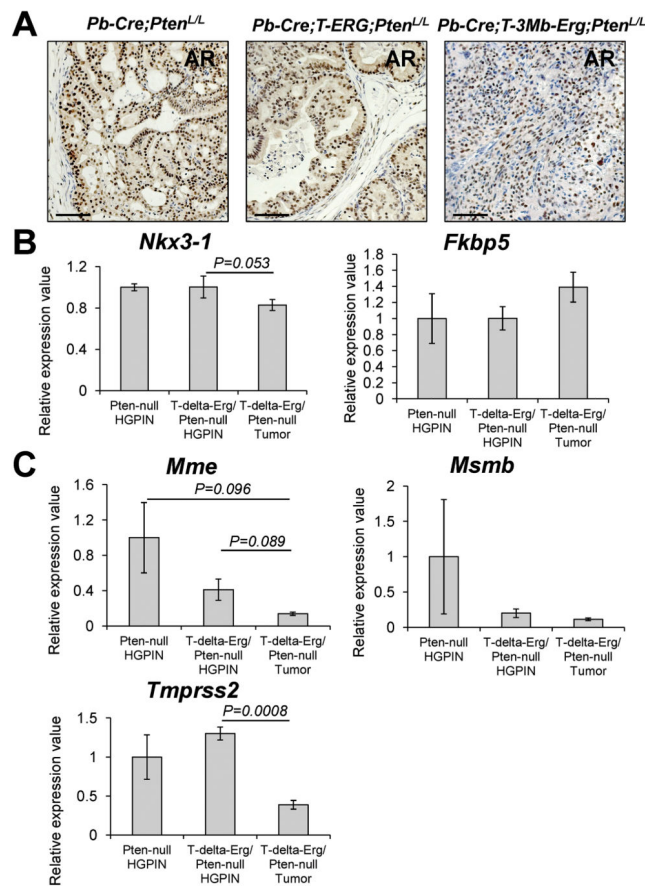 A
Pb-Cre;PtenL/L
Pb-Cre;T-ERG;PtenL/L
Pb-Cre;T-3Mb-Erg;PtenL/L
AR
AR
AR
B
Nkx3-1
Relative expression value
1.2
0.8
0.4
0
P=0.053
Pten-null
HGPIN
T-delta-Erg/
Pten-null
HGPIN
T-delta-Erg/
Pten-null
Tumor
Fkbp5
Relative expression value
1.8
1.6
1.4
1.2
1
0.8
0.6
0.4
0.2
0
Pten-null
HGPIN
T-delta-Erg/
Pten-null
HGPIN
T-delta-Erg/
Pten-null
Tumor
C
Mme
Relative expression value
1.6
1.2
0.8
0.4
0
P=0.096
P=0.089
Pten-null
HGPIN
T-delta-Erg/
Pten-null
HGPIN
T-delta-Erg/
Pten-null
Tumor
Msmb
Relative expression value
2
1.5
1
0.5
0
Pten-null
HGPIN
T-delta-Erg/
Pten-null
HGPIN
T-delta-Erg/
Pten-null
Tumor
Tmprss2
Relative expression value
1.5
1
0.5
0
P=0.0008
Pten-null
HGPIN
T-delta-Erg/
Pten-null
HGPIN
T-delta-Erg/
Pten-null
Tumor